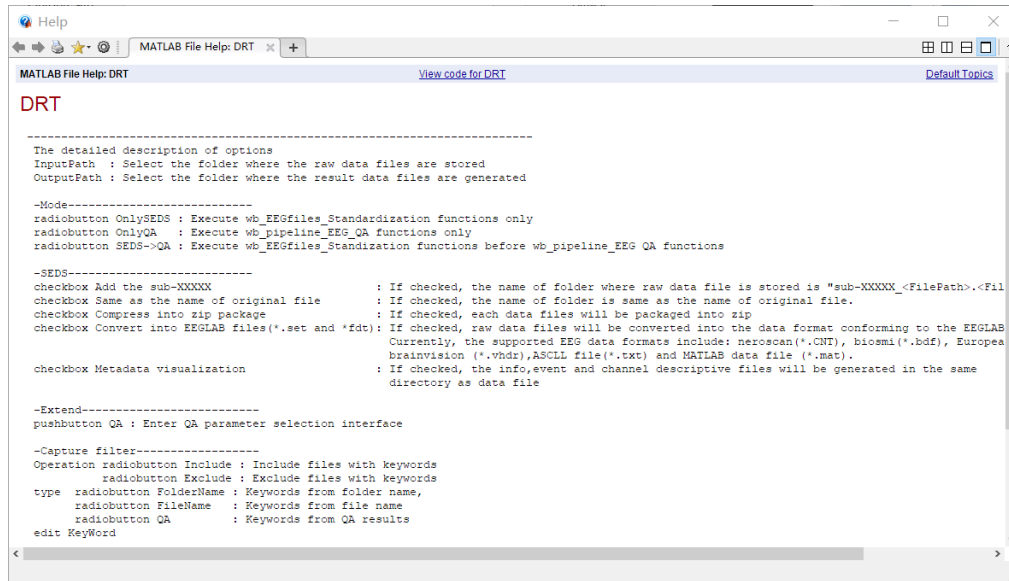 Help
MATLAB File Help: DRT
MATLAB File Help: DRT View code for DRT Default Topics
DRT
--------------------------------------------------------------------------
The detailed description of options
InputPath : Select the folder where the raw data files are stored
OutputPath : Select the folder where the result data files are generated
-Mode---------------------------
radiobutton OnlySEDS : Execute wb_EEGfiles_Standardization functions only
radiobutton OnlyQA : Execute wb_pipeline_EEG_QA functions only
radiobutton SEDS->QA : Execute wb_EEGfiles_Standization functions before wb_pipeline_EEG QA functions
-SEDS---------------------------
checkbox Add the sub-XXXXX : If checked, the name of folder where raw data file is stored is "sub-XXXXX_<FilePath>.<Fil
checkbox Same as the name of original file : If checked, the name of folder is same as the name of original file.
checkbox Compress into zip package : If checked, each data files will be packaged into zip
checkbox Convert into EEGLAB files(*.set and *fdt): If checked, raw data files will be converted into the data format conforming to the EEGLAB
Currently, the supported EEG data formats include: neroscan(*.CNT), biosmi(*.bdf), Europea
brainvision (*.vhdr),ASCLL file(*.txt) and MATLAB data file (*.mat).
checkbox Metadata visualization : If checked, the info,event and channel descriptive files will be generated in the same
directory as data file
-Extend--------------------------
pushbutton QA : Enter QA parameter selection interface
-Capture filter------------------
Operation radiobutton Include : Include files with keywords
radiobutton Exclude : Exclude files with keywords
type radiobutton FolderName : Keywords from folder name,
radiobutton FileName : Keywords from file name
radiobutton QA : Keywords from QA results
edit KeyWord